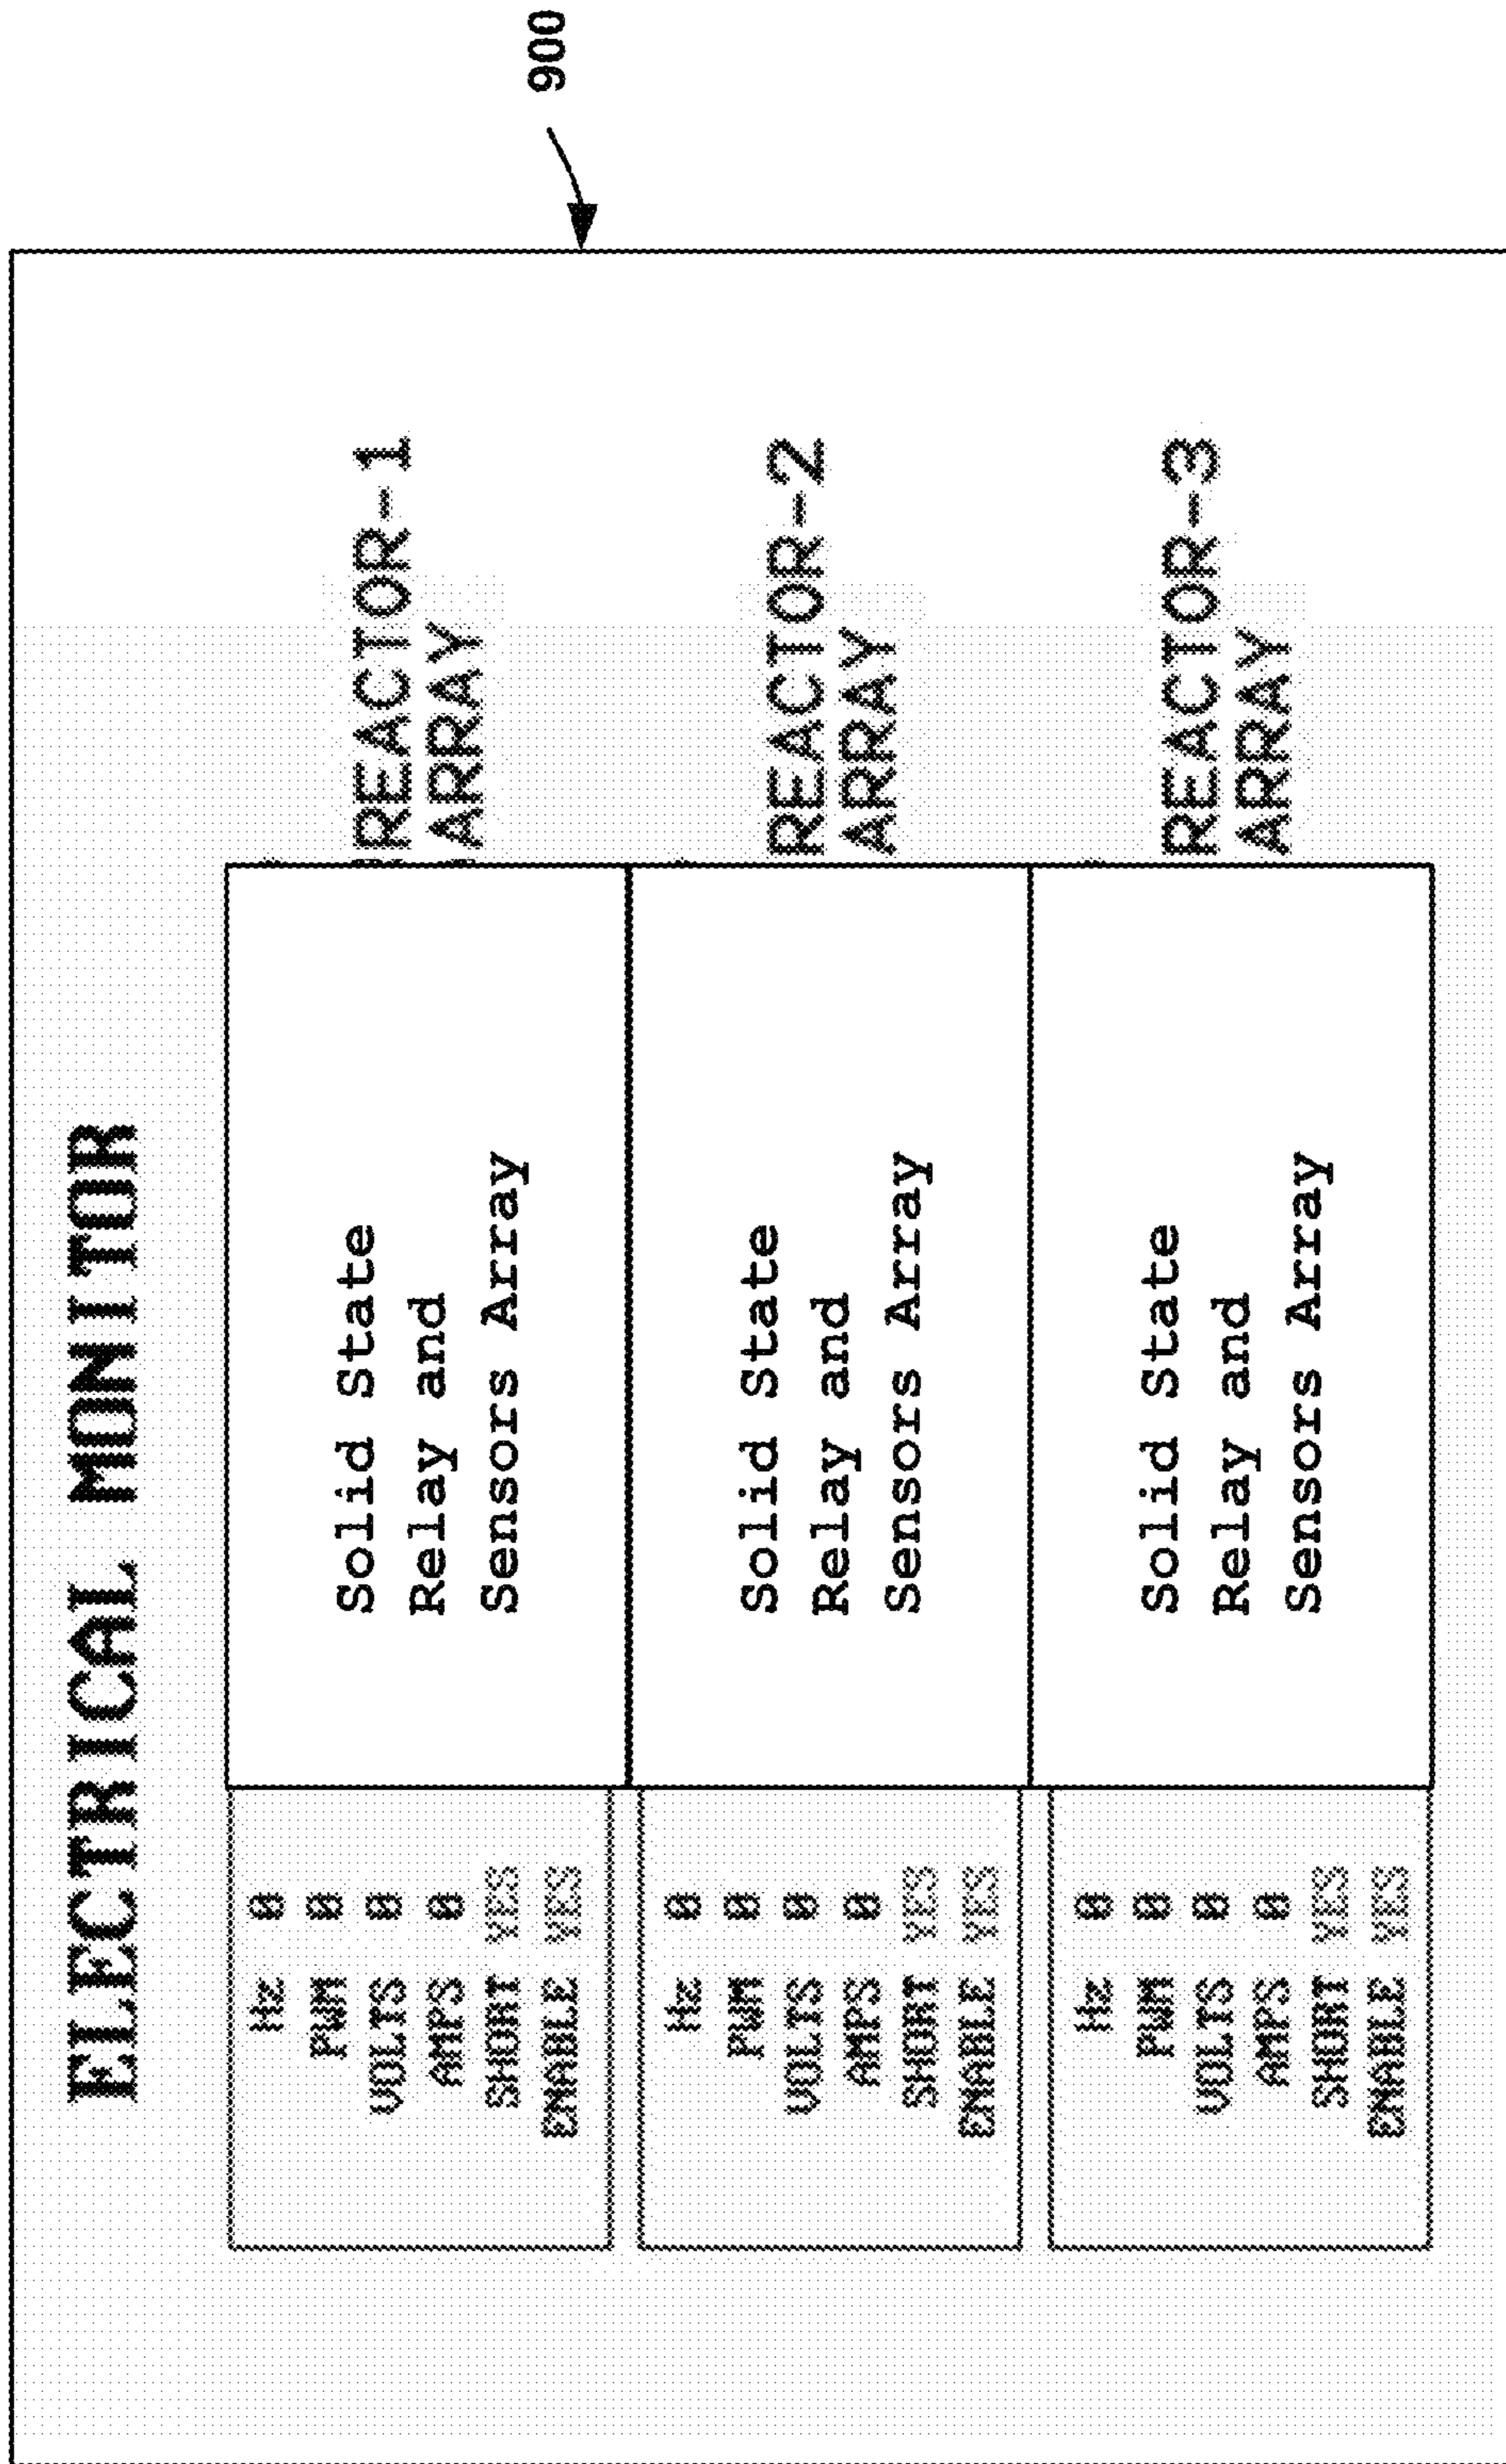 900
ELECTRICAL MONITOR
Hz 0
PWM 0
VOLTS 0
AMPS 0
SHORT YES
ENABLE YES
Solid State
Relay and
Sensors Array
REACTOR-1
ARRAY
Hz 0
PWM 0
VOLTS 0
AMPS 0
SHORT YES
ENABLE YES
Solid State
Relay and
Sensors Array
REACTOR-2
ARRAY
Hz 0
PWM 0
VOLTS 0
AMPS 0
SHORT YES
ENABLE YES
Solid State
Relay and
Sensors Array
REACTOR-3
ARRAY